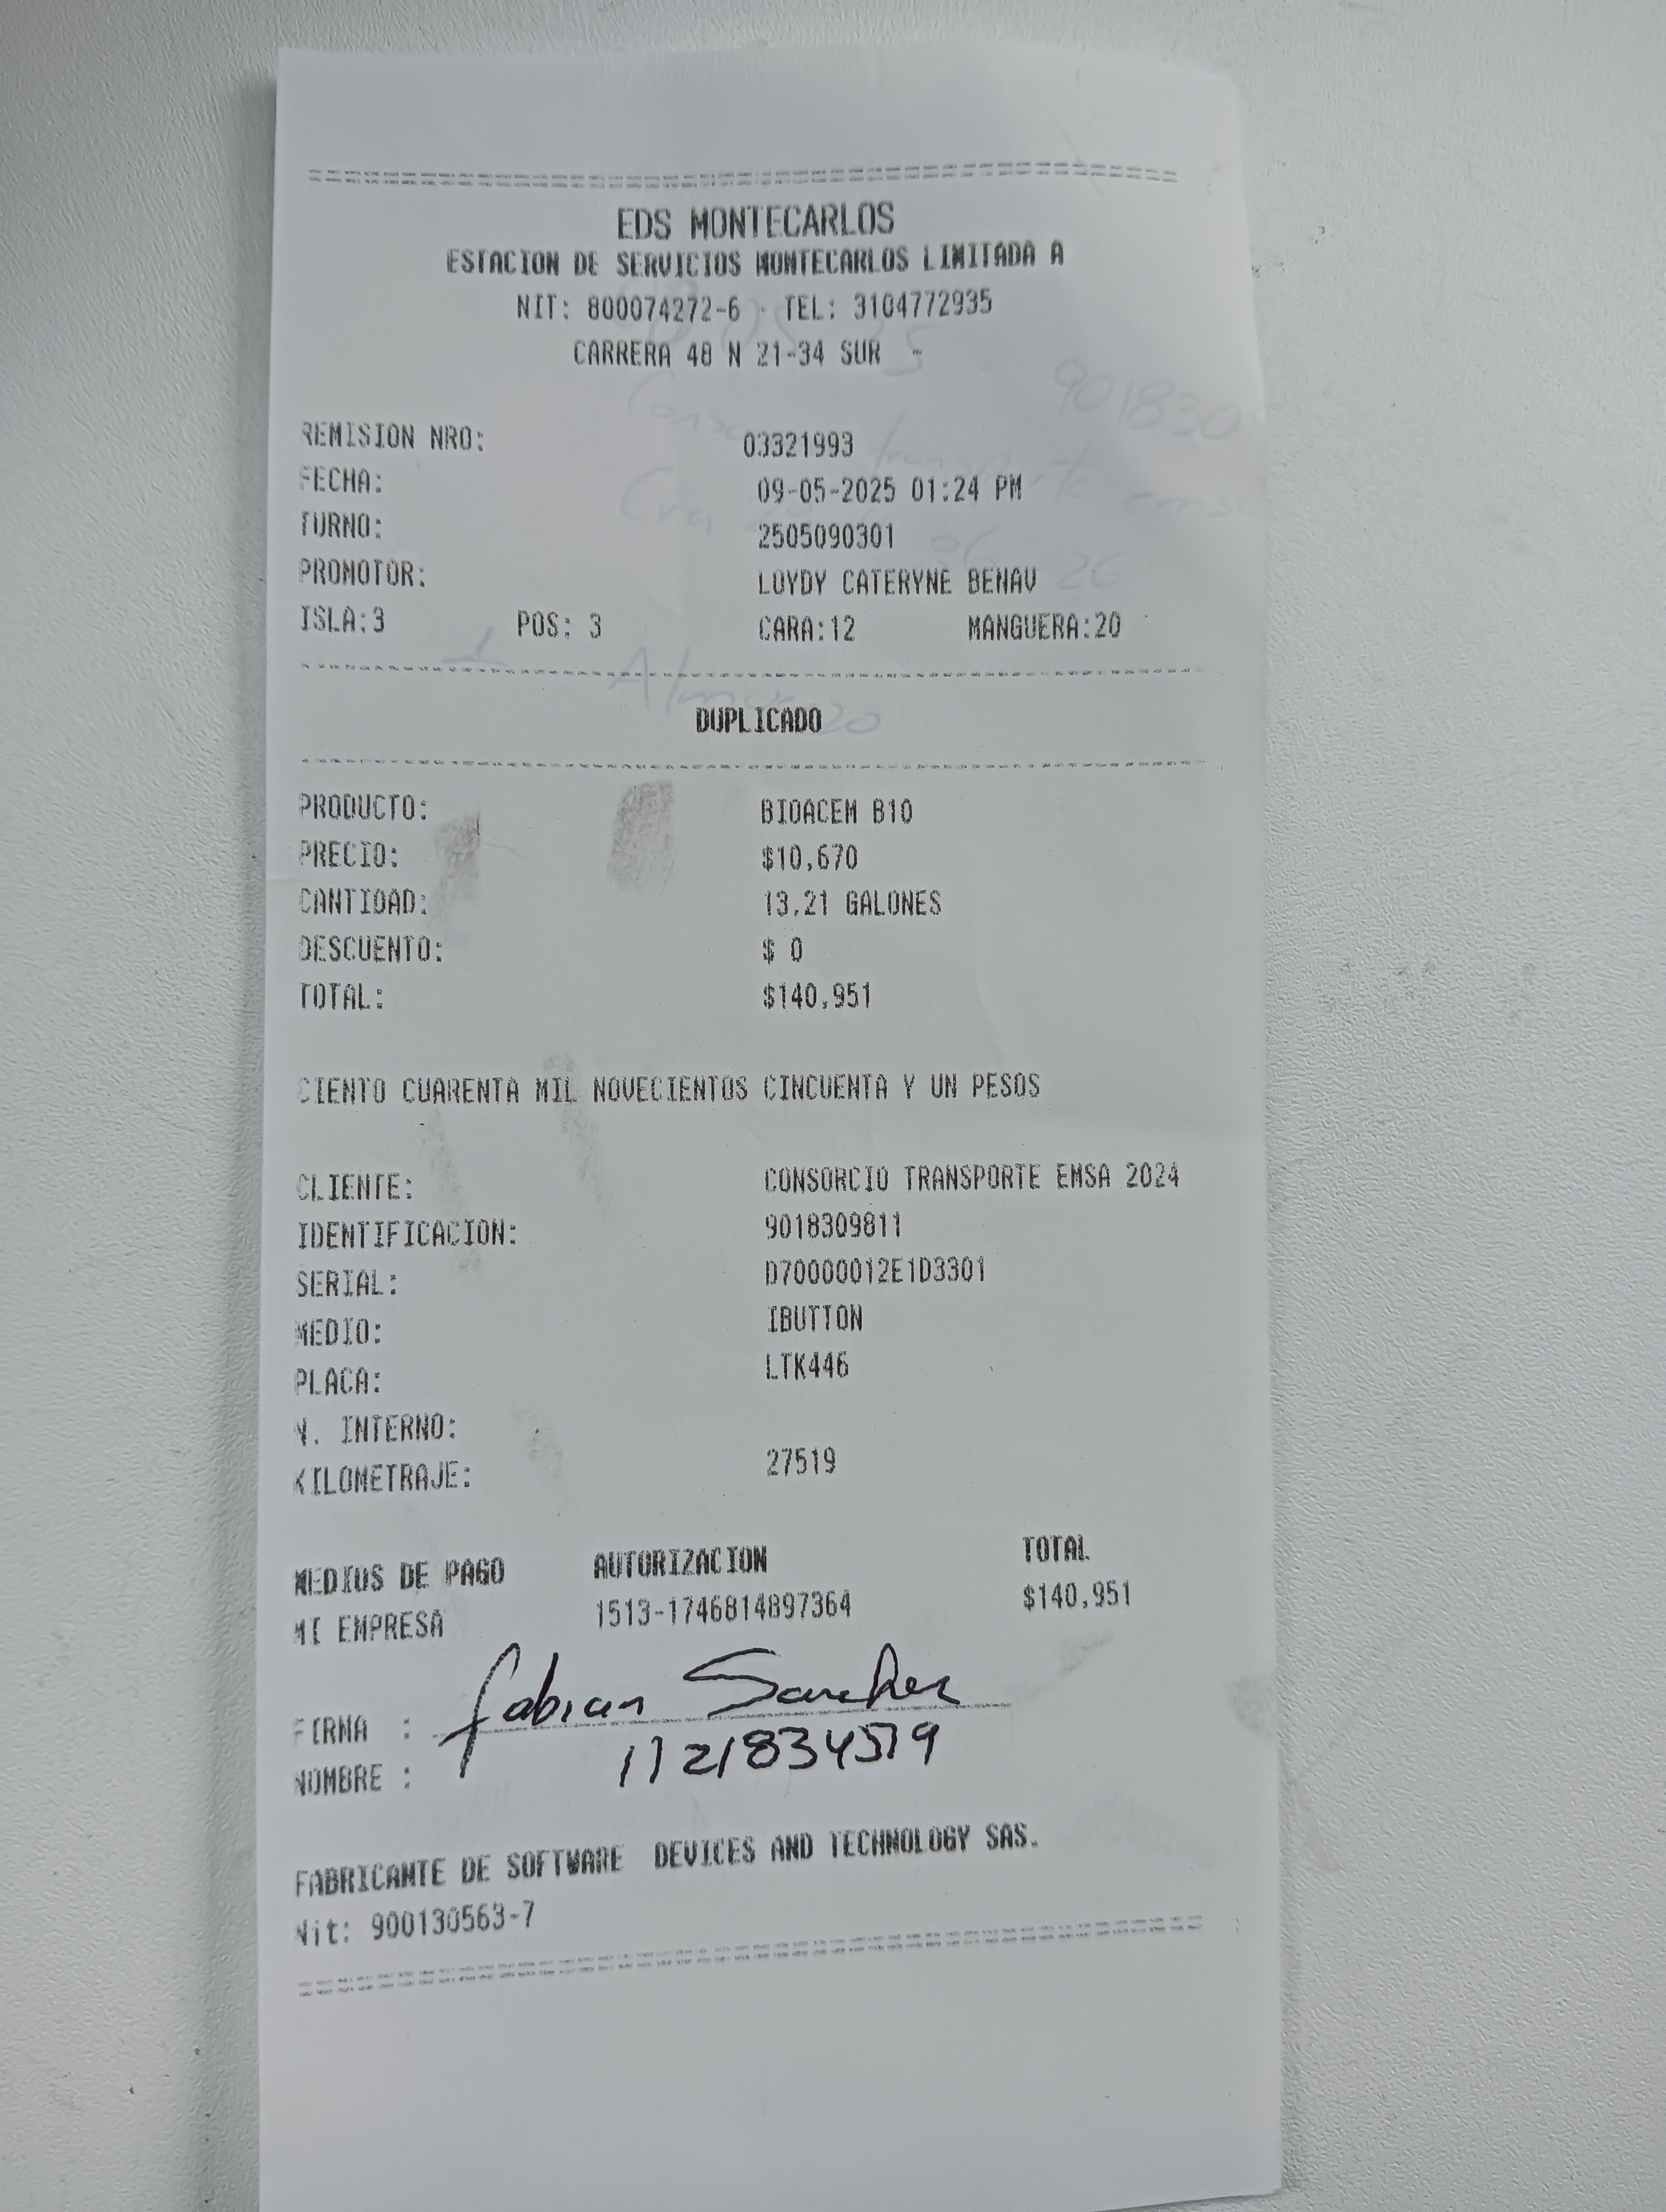 EDS MONTECARLOS
ESTACION DE SERVICIOS MONTECARLOS LIMITADA A
NIT: 800074272-6 - TEL: 3104772935
CARRERA 48 N 21-34 SUR -
REMISION NRO: 03321993
FECHA: 09-05-2025 01:24 PM
TURNO: 2505090301
PROMOTOR: LOYDY CATERYNE BENAV
ISLA:3 POS: 3 CARA:12 MANGUERA:20
DUPLICADO
PRODUCTO: BIOACEM B10
PRECIO: $10,670
CANTIDAD: 13,21 GALONES
DESCUENTO: $ 0
TOTAL: $140,951
CIENTO CUARENTA MIL NOVECIENTOS CINCUENTA Y UN PESOS
CLIENTE: CONSORCIO TRANSPORTE EMSA 2024
IDENTIFICACION: 9018309811
SERIAL: D70000012E1D3301
MEDIO: IBUTTON
PLACA: LTK446
N. INTERNO:
KILOMETRAJE: 27519
MEDIOS DE PAGO AUTORIZACION TOTAL
MI EMPRESA 1513-1746814897364 $140,951
FIRMA : fabian Sanchez
NOMBRE : 1121834519
FABRICANTE DE SOFTWARE DEVICES AND TECHNOLOGY SAS.
Nit: 900130563-7